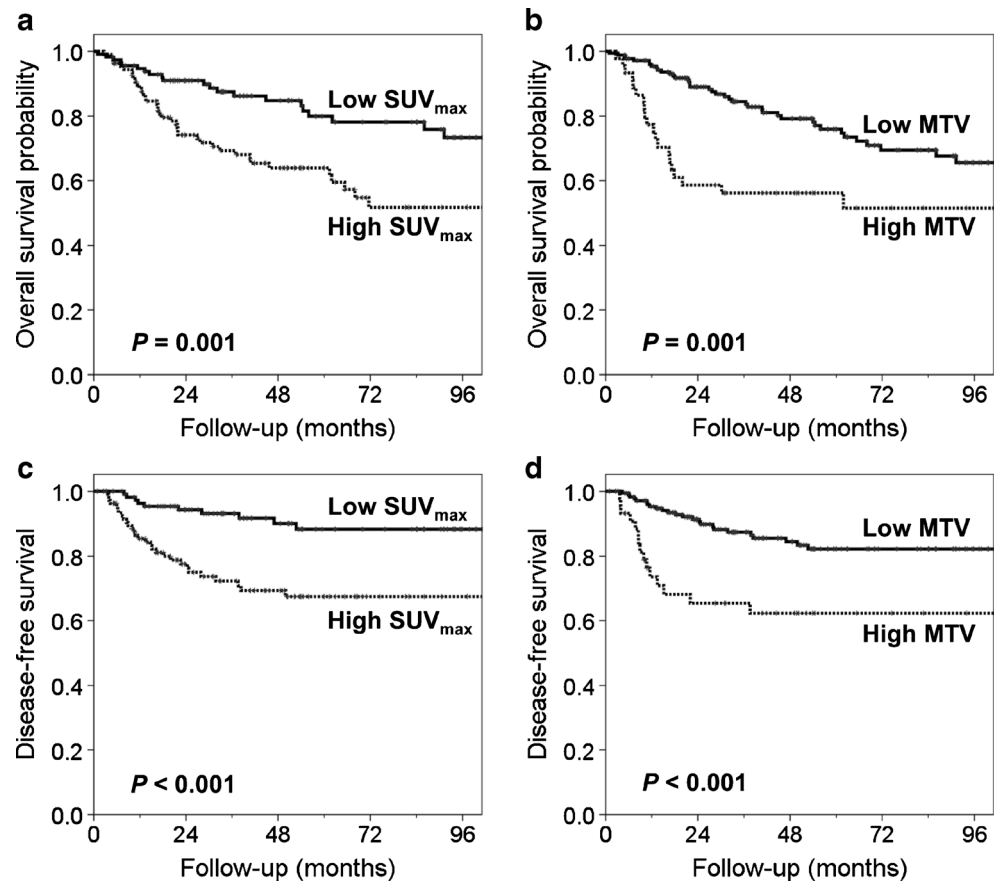 a
Overall survival probability
1.0
0.8
0.6
0.4
0.2
0.0
Low SUVmax
High SUVmax
P = 0.001
0 24 48 72 96
Follow-up (months)
b
Overall survival probability
1.0
0.8
0.6
0.4
0.2
0.0
Low MTV
High MTV
P = 0.001
0 24 48 72 96
Follow-up (months)
c
Disease-free survival
1.0
0.8
0.6
0.4
0.2
0.0
Low SUVmax
High SUVmax
P < 0.001
0 24 48 72 96
Follow-up (months)
d
Disease-free survival
1.0
0.8
0.6
0.4
0.2
0.0
Low MTV
High MTV
P < 0.001
0 24 48 72 96
Follow-up (months)